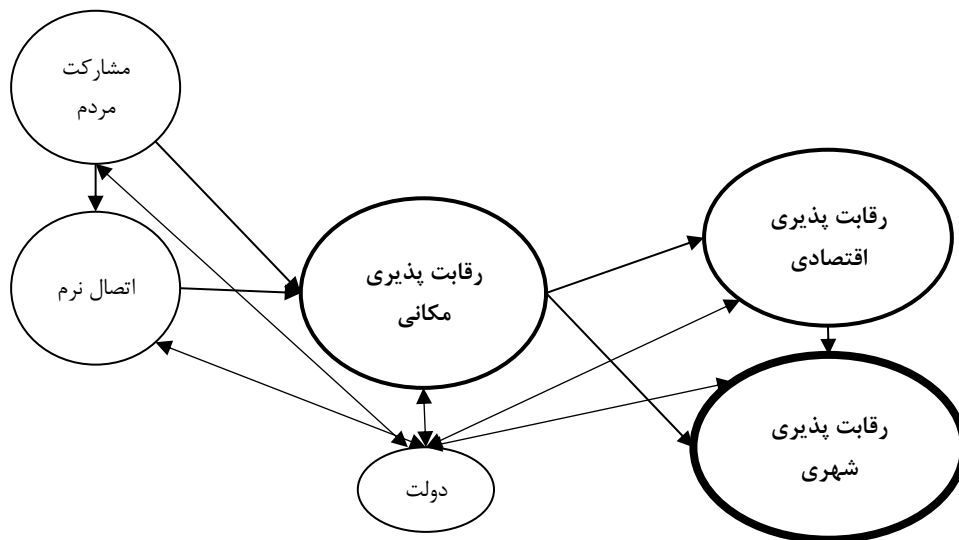 مشارکت
مردم
رقابت پذیری
اقتصادی
اتصال نرم
رقابت پذیری
مکانی
رقابت پذیری
شهری
دولت